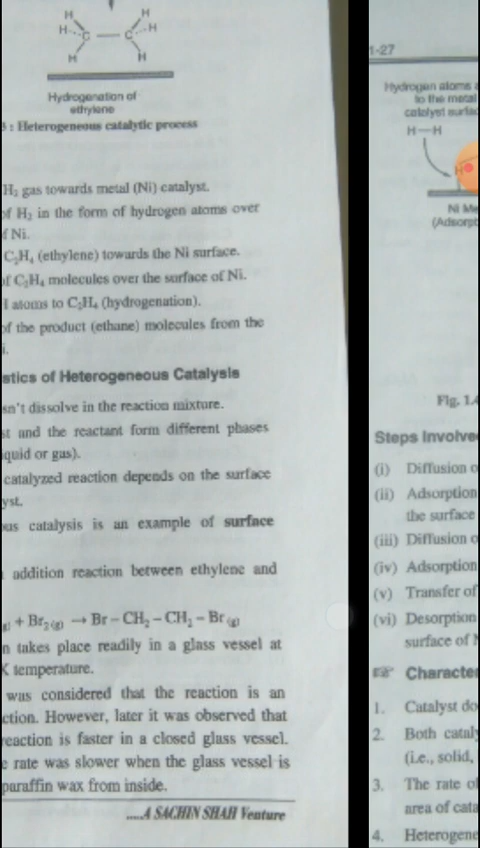 H H
H C — C H
H H
Hydrogenation of
ethylene
: Heterogeneous catalytic process
H₂ gas towards metal (Ni) catalyst.
of H₂ in the form of hydrogen atoms over
f Ni.
C₂H₄ (ethylene) towards the Ni surface.
of C₂H₄ molecules over the surface of Ni.
atoms to C₂H₄ (hydrogenation).
of the product (ethane) molecules from the
i.
stics of Heterogeneous Catalysis
sn't dissolve in the reaction mixture.
st and the reactant form different phases
iquid or gas).
catalyzed reaction depends on the surface
yst.
us catalysis is an example of surface
addition reaction between ethylene and
+ Br₂₍g₎ → Br – CH₂ – CH₂ – Br₍g₎
n takes place readily in a glass vessel at
K temperature.
was considered that the reaction is an
ction. However, later it was observed that
reaction is faster in a closed glass vessel.
e rate was slower when the glass vessel is
paraffin wax from inside.
.....A SACHIN SHAH Venture
1-27
Hydrogen atoms a
to the metal
catalyst surfac
H—H
H
Ni Me
(Adsorpt
Fig. 1.4
Steps Involve
(i) Diffusion o
(ii) Adsorption
the surface
(iii) Diffusion o
(iv) Adsorption
(v) Transfer of
(vi) Desorption
surface of N
☞ Character
1. Catalyst do
2. Both cataly
(i.e., solid,
3. The rate of
area of cata
4. Heterogene